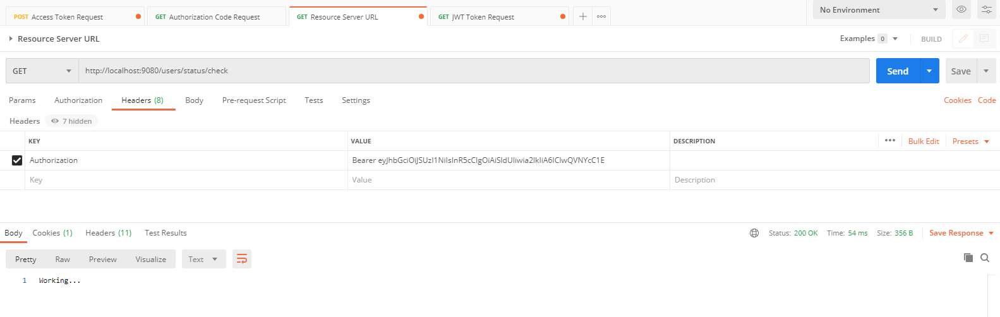 POST Access Token Request
GET Authorization Code Request
GET Resource Server URL
GET JWT Token Request
No Environment
Resource Server URL
Examples 0
BUILD
GET
http://localhost:9080/users/status/check
Send
Save
Params
Authorization
Headers (8)
Body
Pre-request Script
Tests
Settings
Cookies
Code
Headers
7 hidden
KEY
VALUE
DESCRIPTION
Bulk Edit
Presets
Authorization
Bearer eyJhbGciOiJSUzI1NiIsInR5cCIgOiAiSldUIiwia2lkIiA6ICIwQVNYcC1E
Key
Value
Description
Body
Cookies (1)
Headers (11)
Test Results
Status: 200 OK
Time: 54 ms
Size: 356 B
Save Response
Pretty
Raw
Preview
Visualize
Text
1 Working...